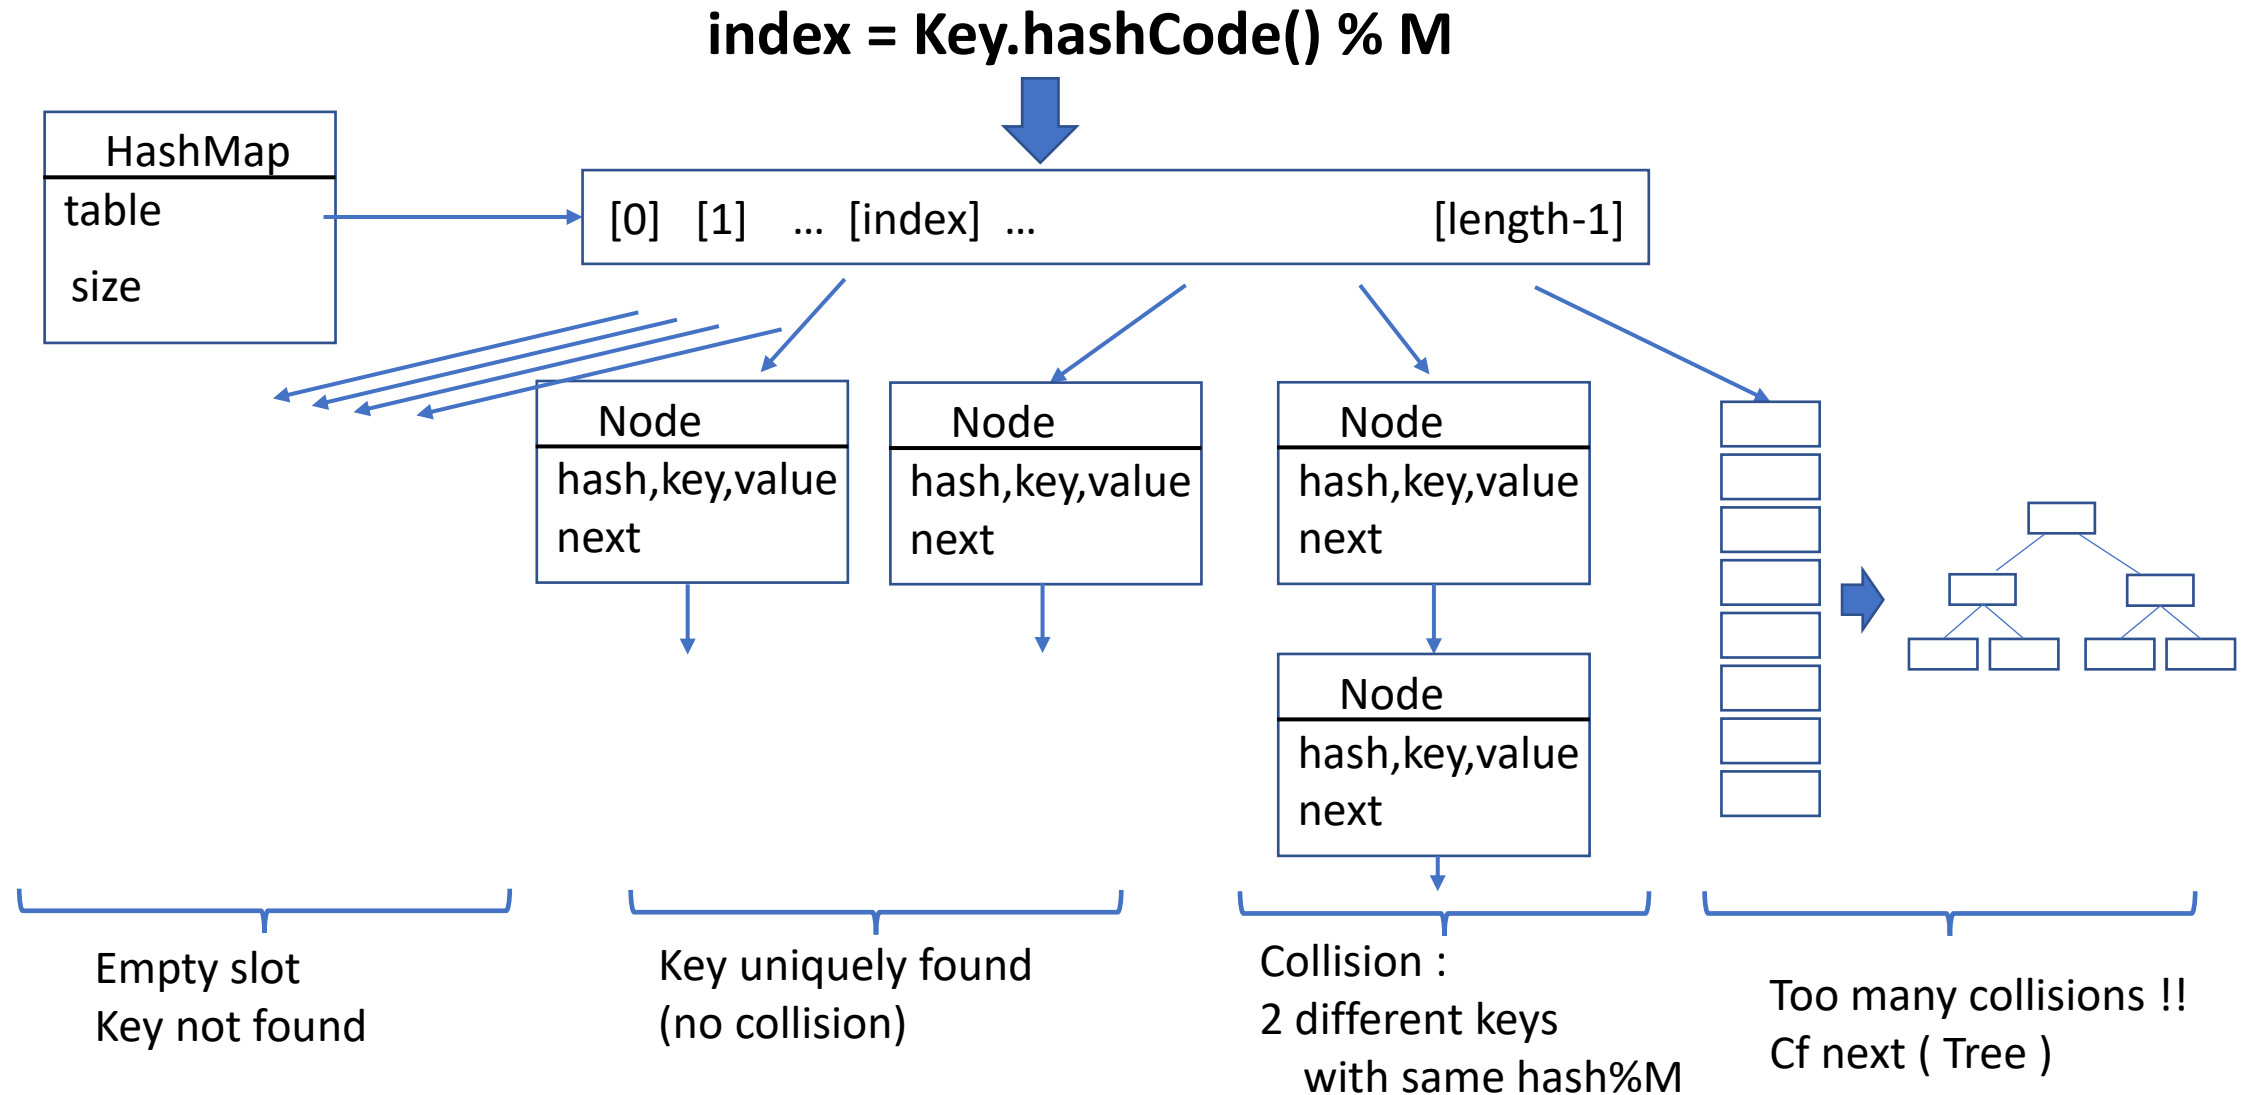 index = Key.hashCode() % M
HashMap
table
size
[0] [1] ... [index] ... [length-1]
Node
hash,key,value
next
Node
hash,key,value
next
Node
hash,key,value
next
Node
hash,key,value
next
Empty slot
Key not found
Key uniquely found
(no collision)
Collision :
2 different keys
with same hash%M
Too many collisions !!
Cf next ( Tree )